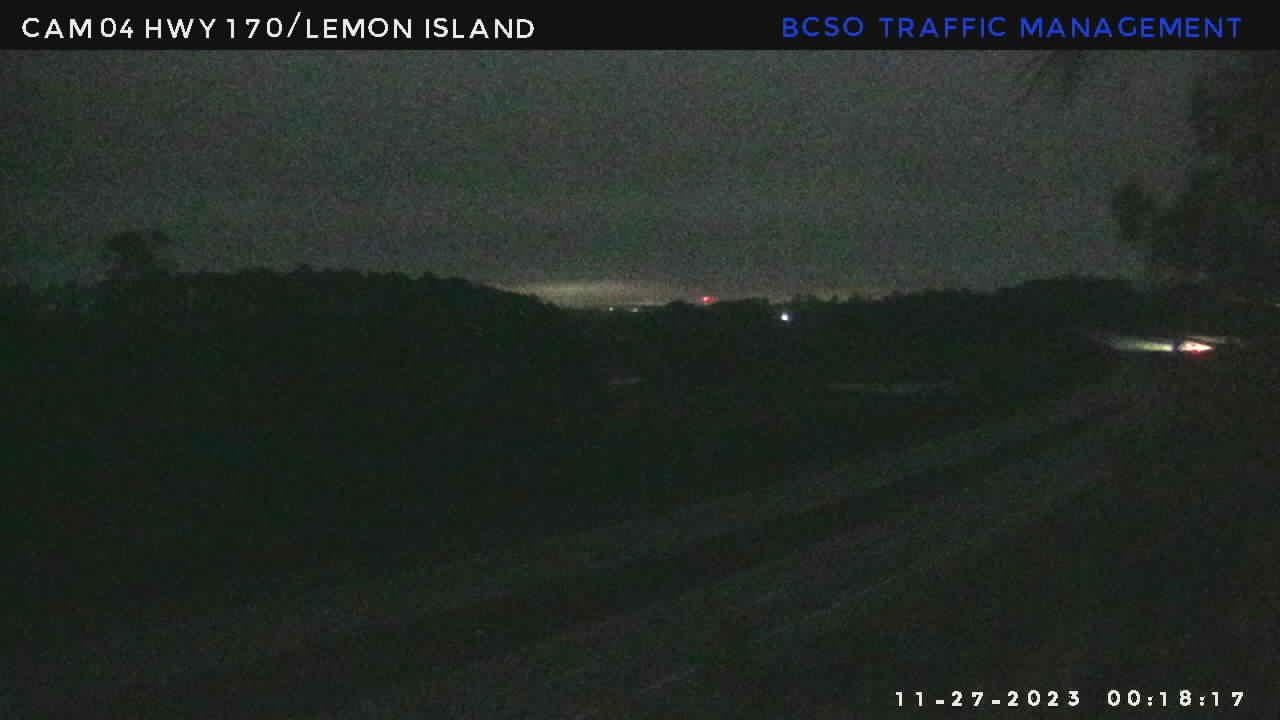 CAM04 HWY 170/LEMON ISLAND
BCSO TRAFFIC MANAGEMENT
11-27-2023 00:18:17